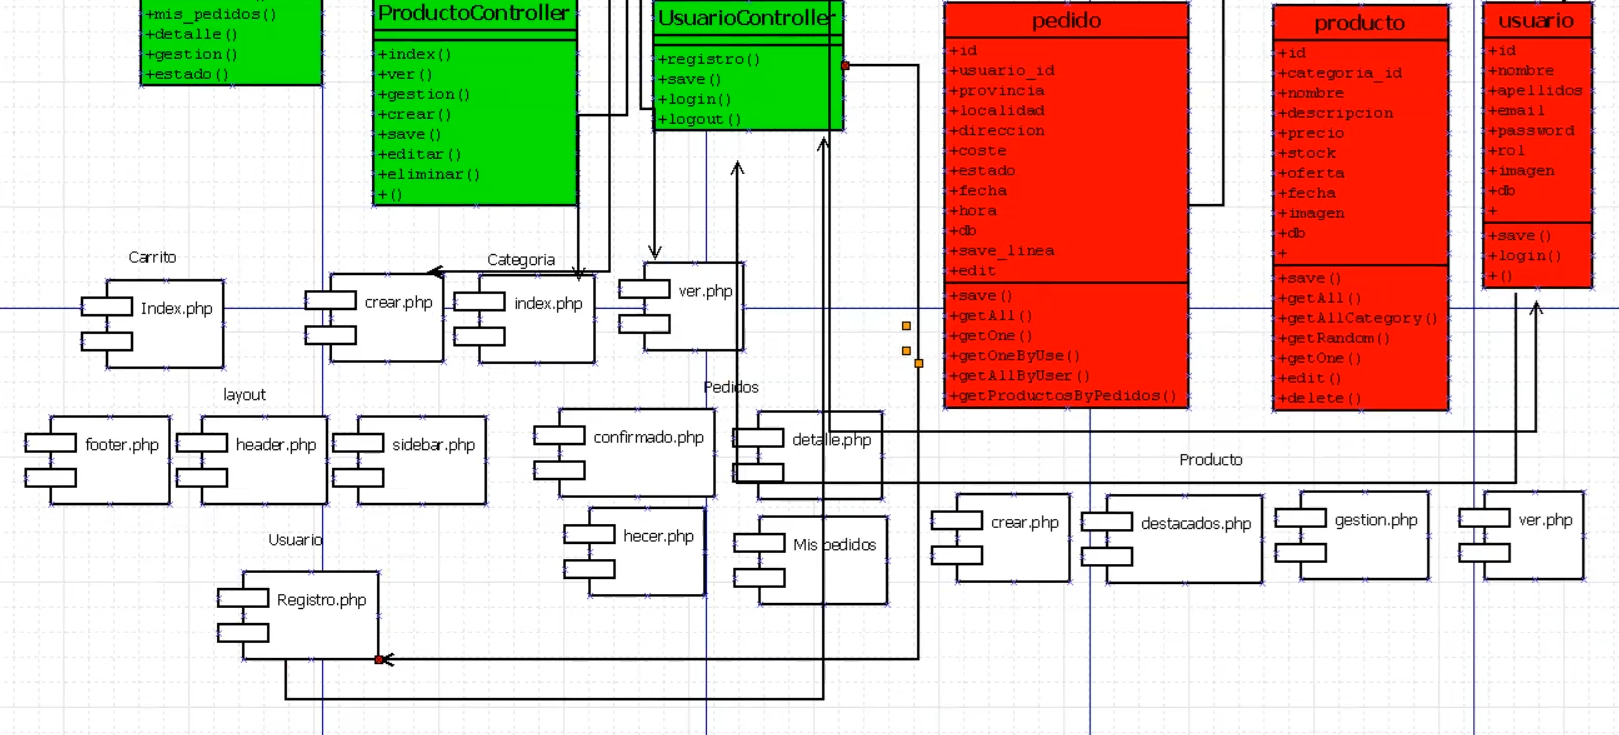 +mis_pedidos()
+detalle()
+gestion()
+estado()
ProductoController
+index()
+ver()
+gestion()
+crear()
+save()
+editar()
+eliminar()
+()
UsuarioController
+registro()
+save()
+login()
+logout()
pedido
+id
+usuario_id
+provincia
+localidad
+direccion
+coste
+estado
+fecha
+hora
+db
+save_linea
+edit
+save()
+getAll()
+getOne()
+getOneByUse()
+getAllByUser()
+getProductosByPedidos()
producto
+id
+categoria_id
+nombre
+descripcion
+precio
+stock
+oferta
+fecha
+imagen
+db
+
+save()
+getAll()
+getAllCategory()
+getRandom()
+getOne()
+edit()
+delete()
usuario
+id
+nombre
+apellidos
+email
+password
+rol
+imagen
+db
+
+save()
+login()
+()
Carrito
Index.php
Categoria
crear.php
index.php
ver.php
layout
footer.php
header.php
sidebar.php
Pedidos
confirmado.php
detalle.php
hecer.php
Mis pedidos
Producto
crear.php
destacados.php
gestion.php
ver.php
Usuario
Registro.php